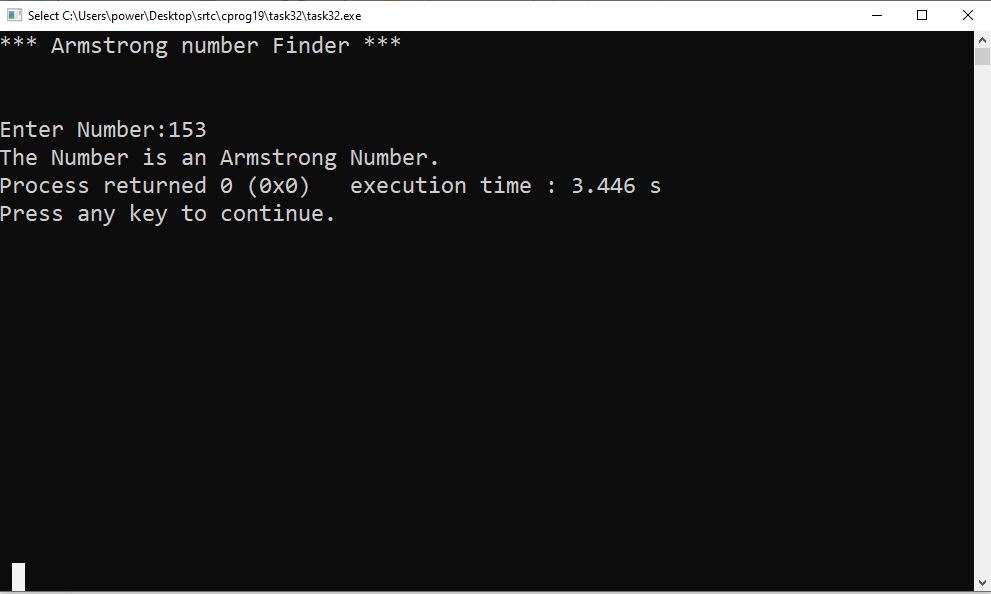 Select C:\Users\power\Desktop\srtc\cprog19\task32\task32.exe
*** Armstrong number Finder ***
Enter Number:153
The Number is an Armstrong Number.
Process returned 0 (0x0)   execution time : 3.446 s
Press any key to continue.